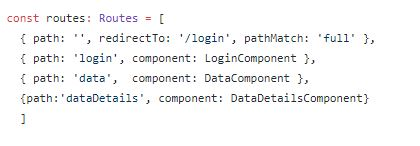 const routes: Routes = [
{ path: '', redirectTo: '/login', pathMatch: 'full' },
{ path: 'login', component: LoginComponent },
{ path: 'data',  component: DataComponent },
{path:'dataDetails', component: DataDetailsComponent}
]